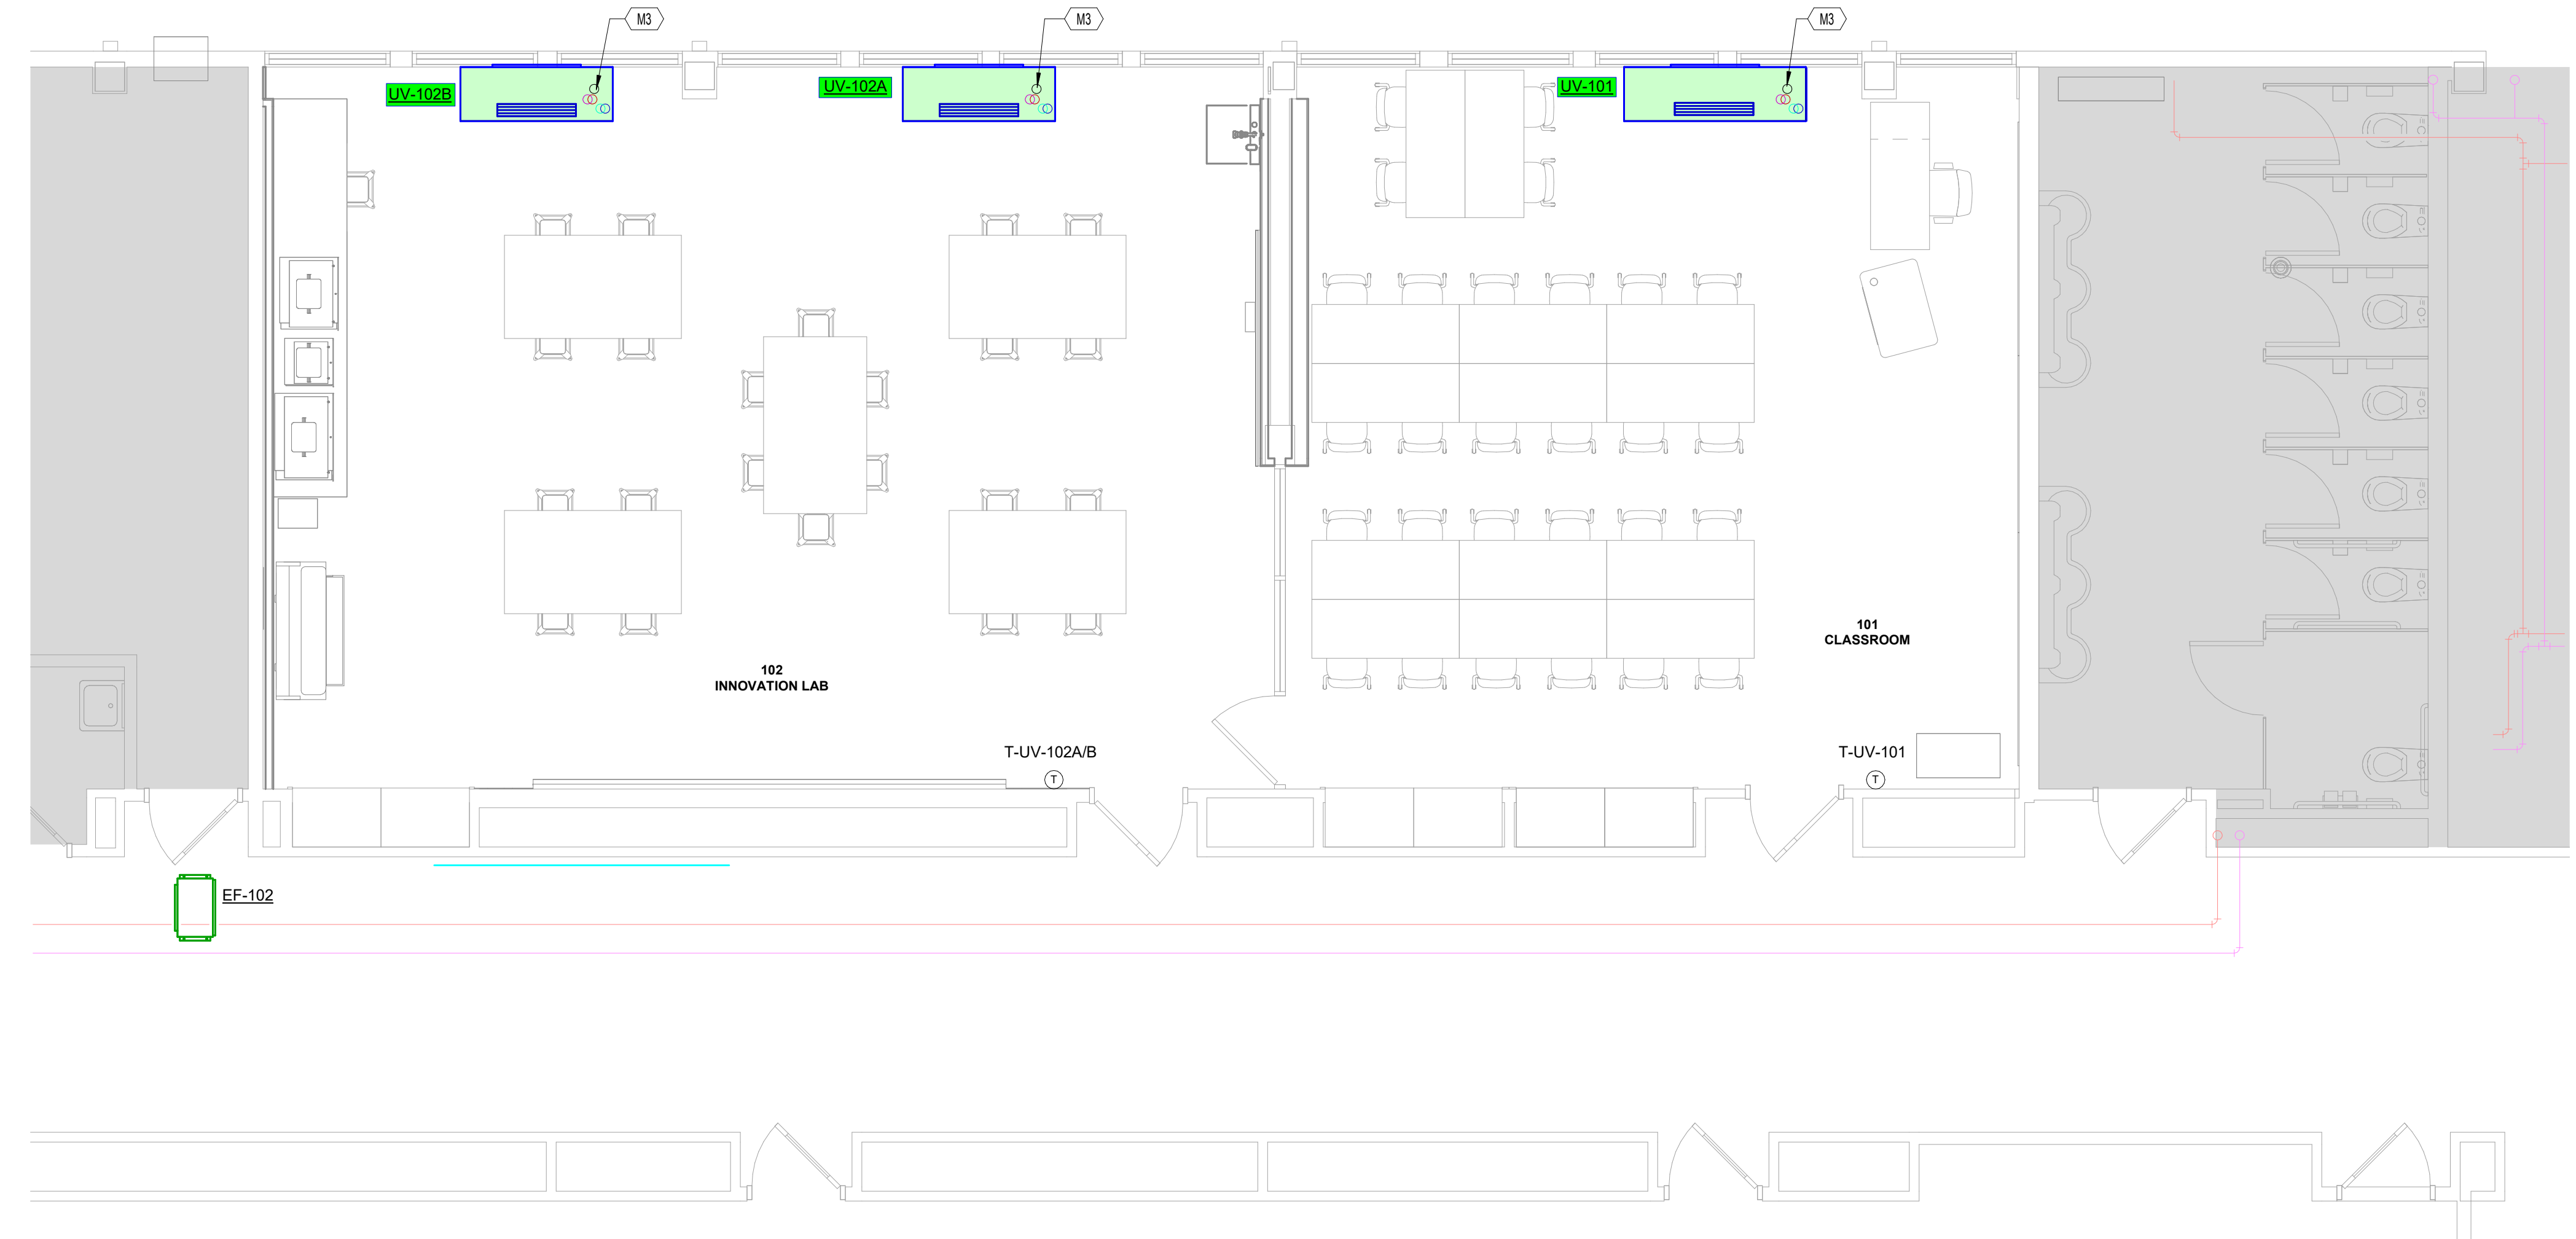 M3
M3
M3
UV-102B
UV-102A
UV-101
101
CLASSROOM
102
INNOVATION LAB
T-UV-102A/B
T-UV-101
T
T
EF-102